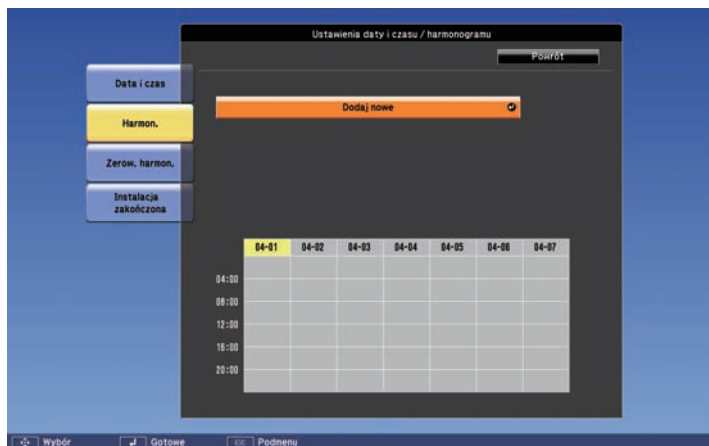 Ustawienia daty i czasu / harmonogramu
Powrót
Data i czas
Harmon.
Zerow. harmon.
Instalacja
zakończona
Dodaj nowe
04-01 04-02 04-03 04-04 04-05 04-06 04-07
04:00
08:00
12:00
16:00
20:00
Wybór Gotowe Esc Podmenu